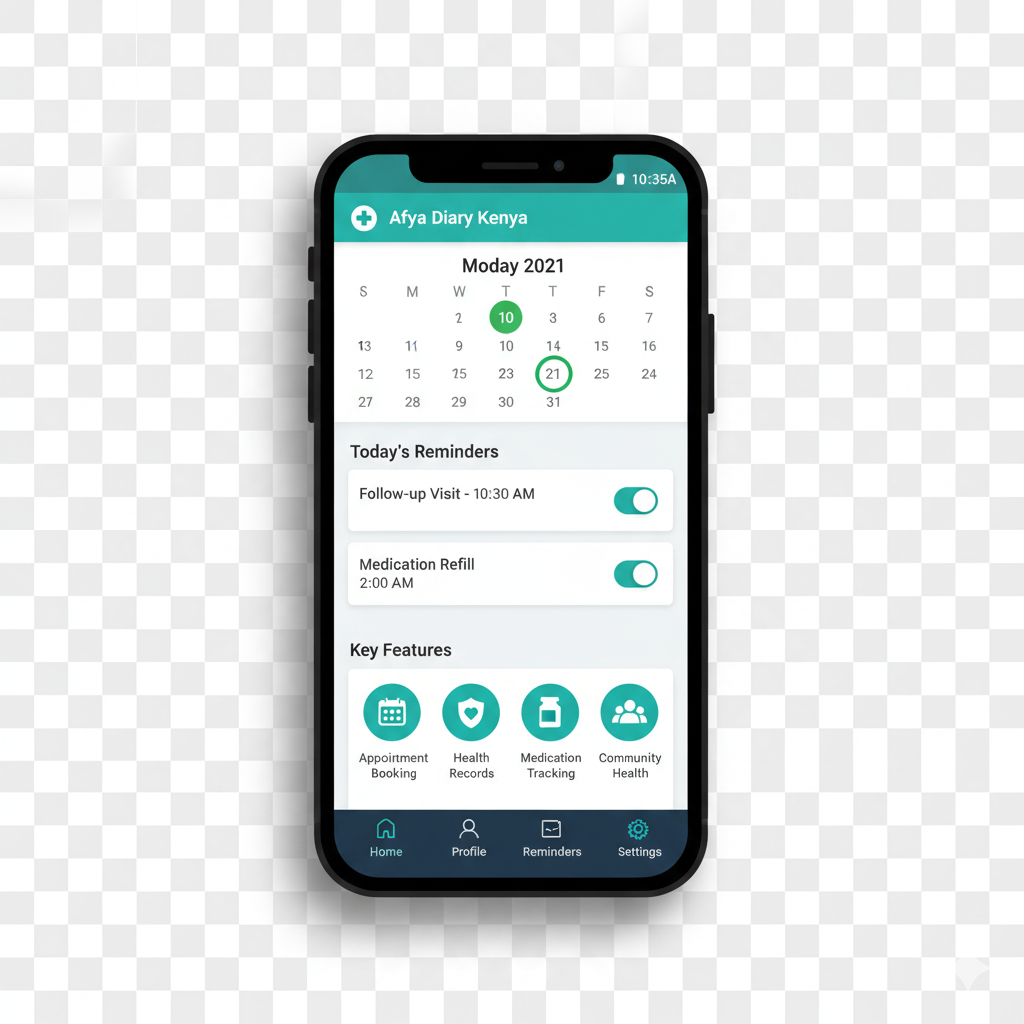 10:35A
Afya Diary Kenya
Moday 2021
S M W T T F S
2 10 3 6 7
13 11 9 10 14 15 16
12 15 25 23 21 25 24
27 28 29 30 31
Today's Reminders
Follow-up Visit - 10:30 AM
Medication Refill
2:00 AM
Key Features
Appoirtment Health Medication Community
Booking Records Tracking Health
Home Profile Reminders Settings